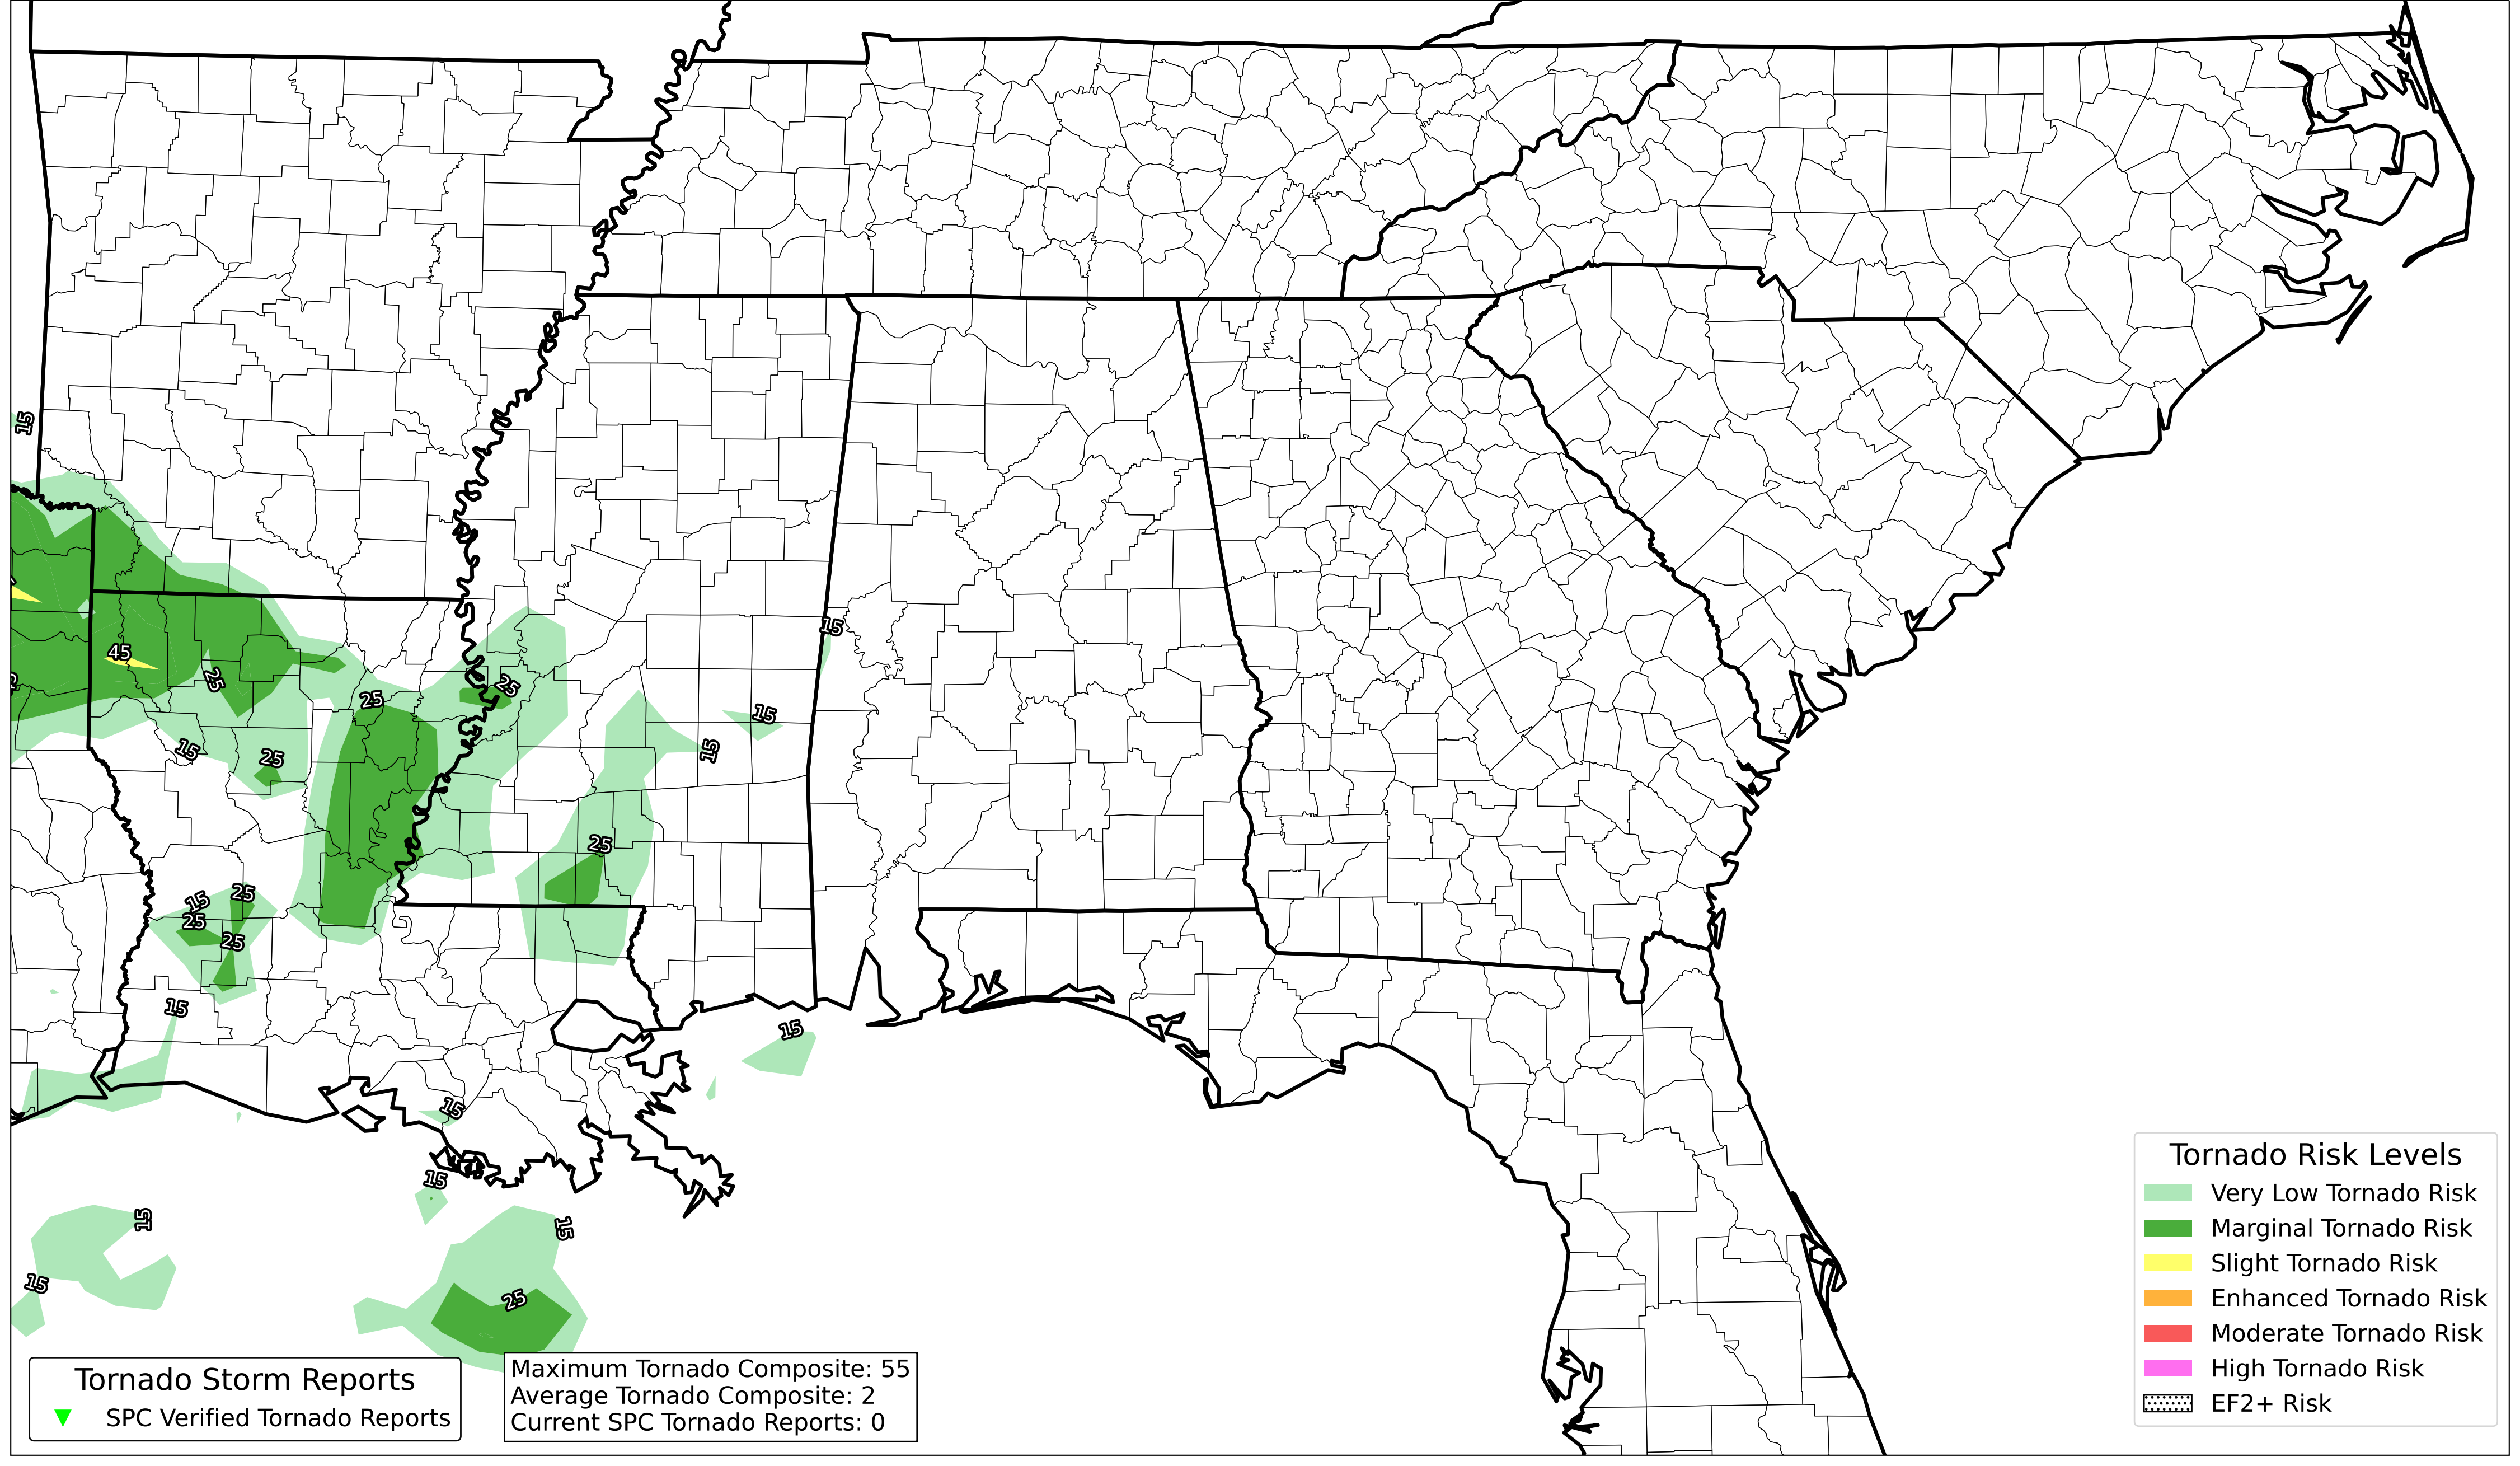 15
45
15
25
25
25
15
15
15
25
25
15
25
15
25
25
15
15
15
15
15
15
15
25
Tornado Risk Levels
Very Low Tornado Risk
Marginal Tornado Risk
Slight Tornado Risk
Enhanced Tornado Risk
Moderate Tornado Risk
High Tornado Risk
EF2+ Risk
Tornado Storm Reports
SPC Verified Tornado Reports
Maximum Tornado Composite: 55
Average Tornado Composite: 2
Current SPC Tornado Reports: 0